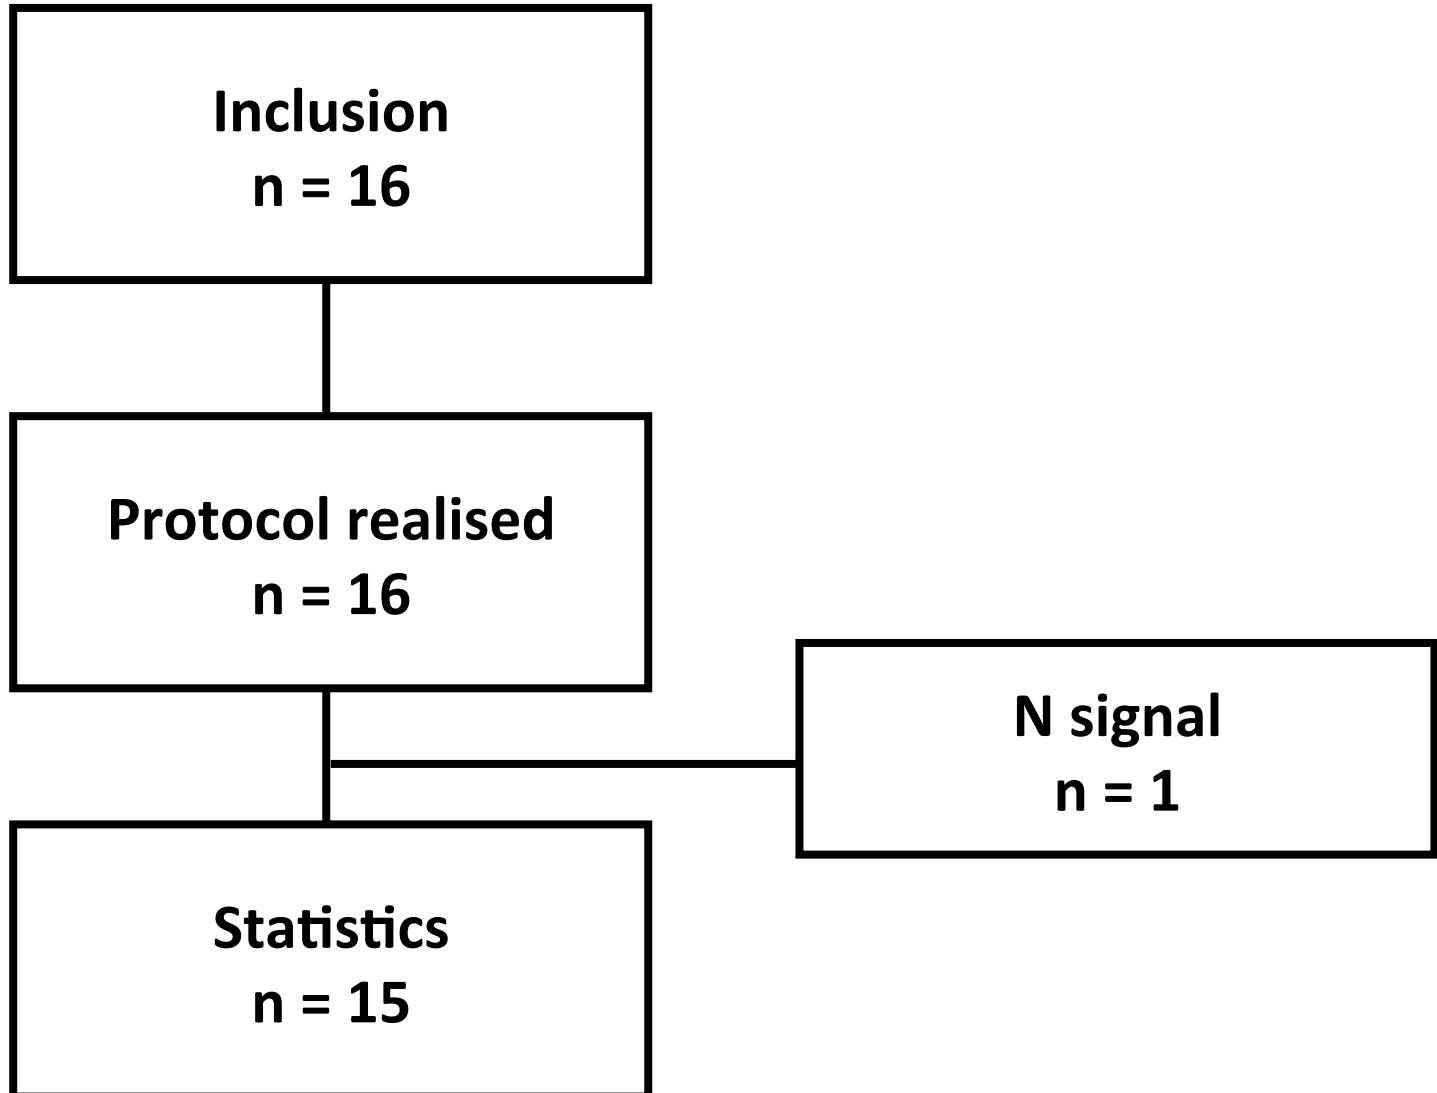 Inclusion
n = 16
Protocol realised
n = 16
N signal
n = 1
Statistics
n = 15